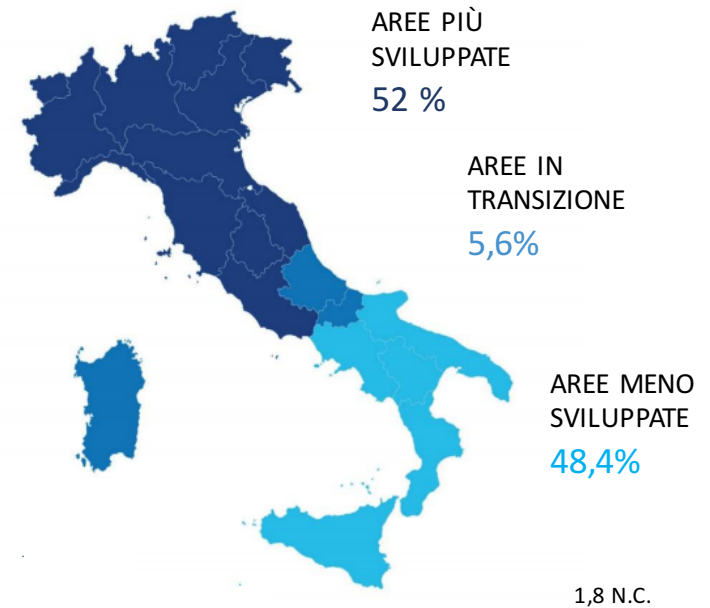 AREE PIÙ
SVILUPPATE
52 %
AREE IN
TRANSIZIONE
5,6%
AREE MENO
SVILUPPATE
48,4%
1,8 N.C.